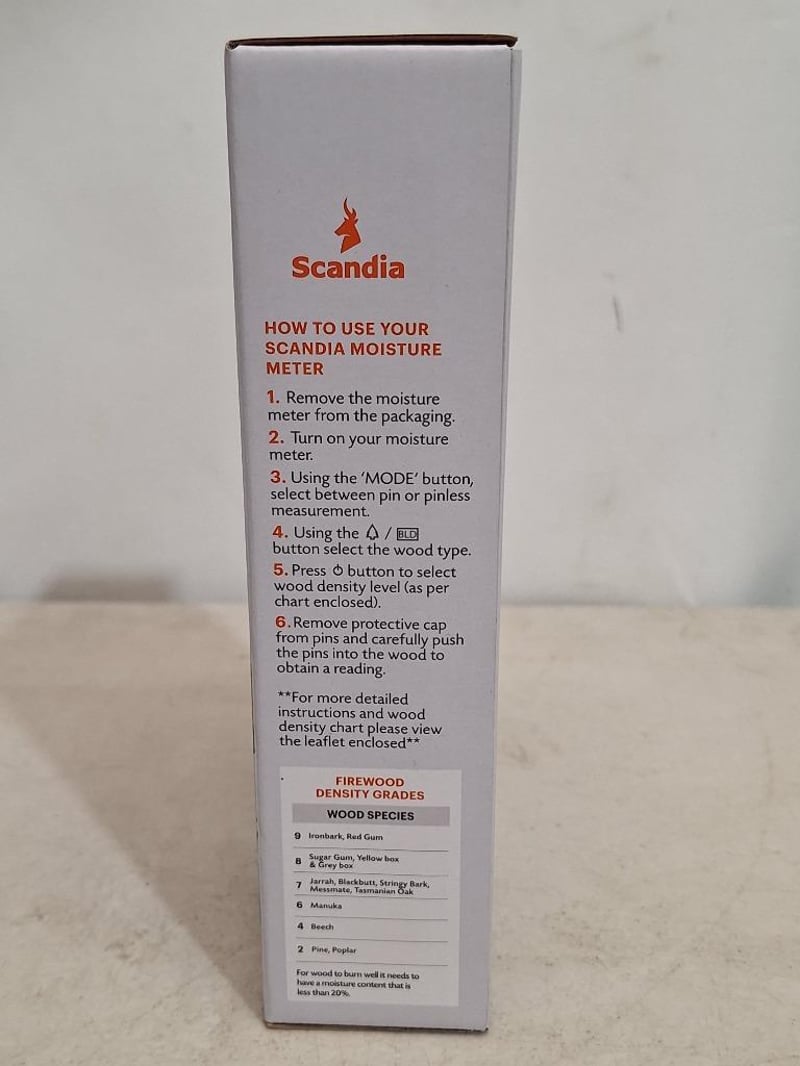 Scandia
HOW TO USE YOUR
SCANDIA MOISTURE
METER
1. Remove the moisture
meter from the packaging.
2. Turn on your moisture
meter.
3. Using the ‘MODE’ button,
select between pin or pinless
measurement.
4. Using the / BLD
button select the wood type.
5. Press button to select
wood density level (as per
chart enclosed).
6. Remove protective cap
from pins and carefully push
the pins into the wood to
obtain a reading.
**For more detailed
instructions and wood
density chart please view
the leaflet enclosed**
FIREWOOD
DENSITY GRADES
WOOD SPECIES
9 Ironbark, Red Gum
8 Sugar Gum, Yellow box
& Grey box
7 Jarrah, Blackbutt, Stringy Bark,
Messmate, Tasmanian Oak
6 Manuka
4 Beech
2 Pine, Poplar
For wood to burn well it needs to
have a moisture content that is
less than 20%.